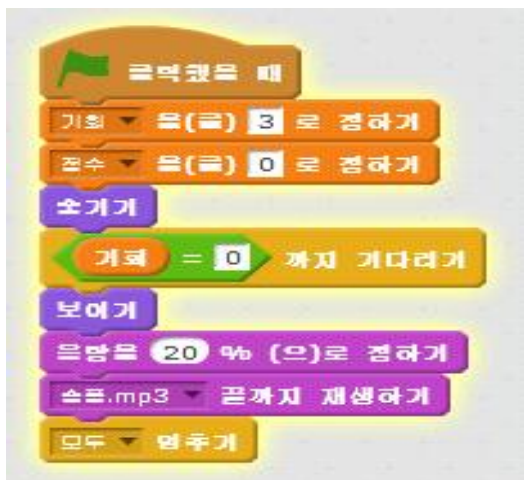 클릭했을 때
기회 을(를) 3 로 정하기
점수 을(를) 0 로 정하기
숨기기
기회 = 0 까지 기다리기
보이기
음량을 20 % (으)로 정하기
슬픔.mp3 끝까지 재생하기
모두 멈추기